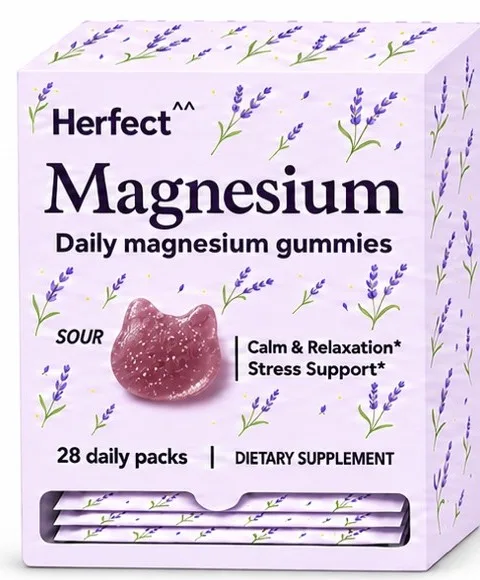 Herfect^^
Magnesium
Daily magnesium gummies
SOUR
Calm & Relaxation*
Stress Support*
28 daily packs | DIETARY SUPPLEMENT